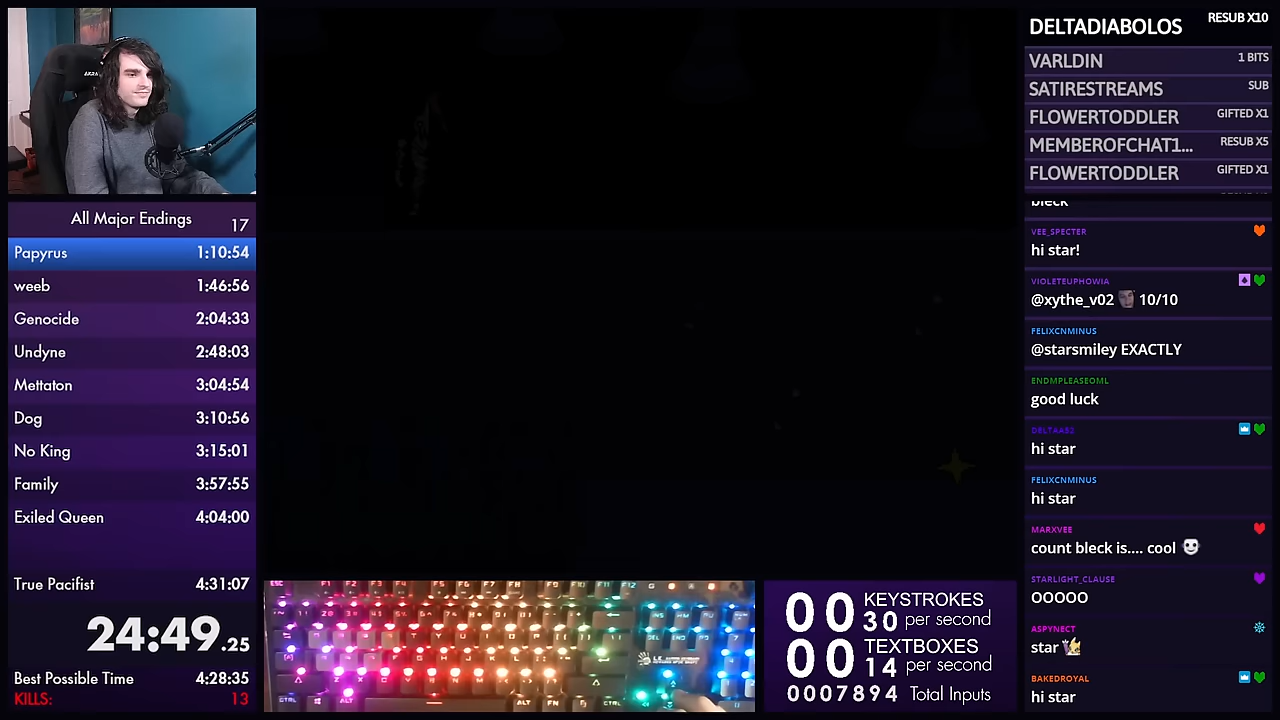 All Major Endings 17
Papyrus 1:10:54
weeb 1:46:56
Genocide 2:04:33
Undyne 2:48:03
Mettaton 3:04:54
Dog 3:10:56
No King 3:15:01
Family 3:57:55
Exiled Queen 4:04:00
True Pacifist 4:31:07
24:49.25
Best Possible Time 4:28:35
KILLS: 13
00 KEYSTROKES
30 per second
00 TEXTBOXES
14 per second
0007894 Total Inputs
DELTADIABOLOS RESUB X10
VARLDIN 1 BITS
SATIRESTREAMS SUB
FLOWERTODDLER GIFTED X1
MEMBEROFCHAT1... RESUB X5
FLOWERTODDLER GIFTED X1
bleck
VEE_SPECTER
hi star!
VIOLETEUPHOWIA
@xythe_v02 10/10
FELIXCNMINUS
@starsmiley EXACTLY
ENDMPLEASEOML
good luck
DELTAAB2
hi star
FELIXCNMINUS
hi star
MARXVEE
count bleck is.... cool
STARLIGHT_CLAUSE
OOOOO
ASPYNECT
star
BAKEDROYAL
hi star